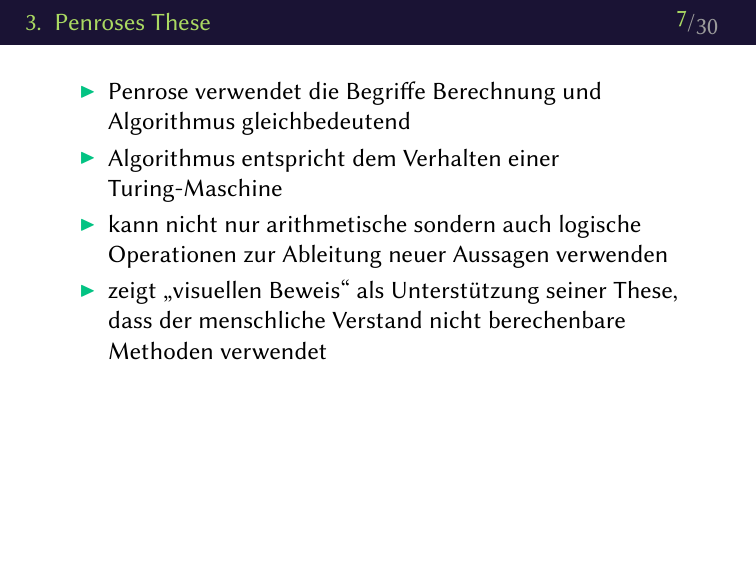 3. Penroses These 7/30
▶ Penrose verwendet die Begriffe Berechnung und
Algorithmus gleichbedeutend
▶ Algorithmus entspricht dem Verhalten einer
Turing-Maschine
▶ kann nicht nur arithmetische sondern auch logische
Operationen zur Ableitung neuer Aussagen verwenden
▶ zeigt „visuellen Beweis“ als Unterstützung seiner These,
dass der menschliche Verstand nicht berechenbare
Methoden verwendet